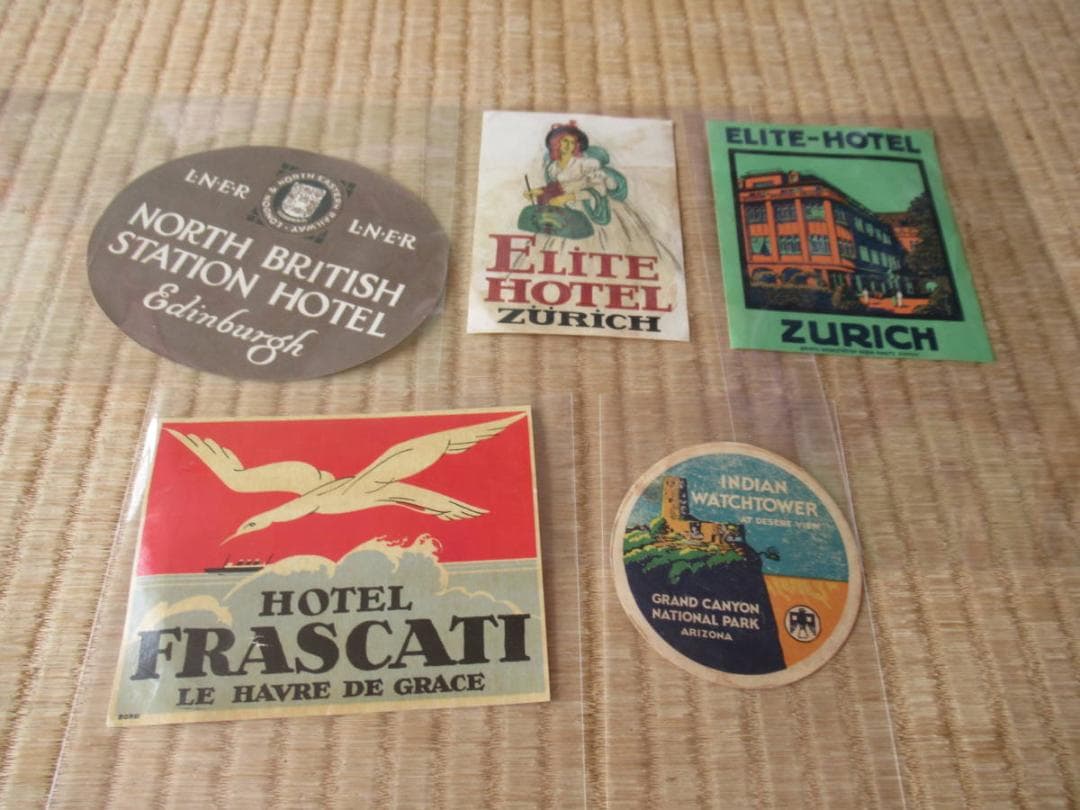 L·N·E·R
L·N·E·R
NORTH BRITISH
STATION HOTEL
Edinburgh
ELITE
HOTEL
ZÜRICH
ELITE-HOTEL
ZURICH
HOTEL
FRASCATI
LE HAVRE DE GRACE
INDIAN
WATCHTOWER
AT DESERT VIEW
GRAND CANYON
NATIONAL PARK
ARIZONA